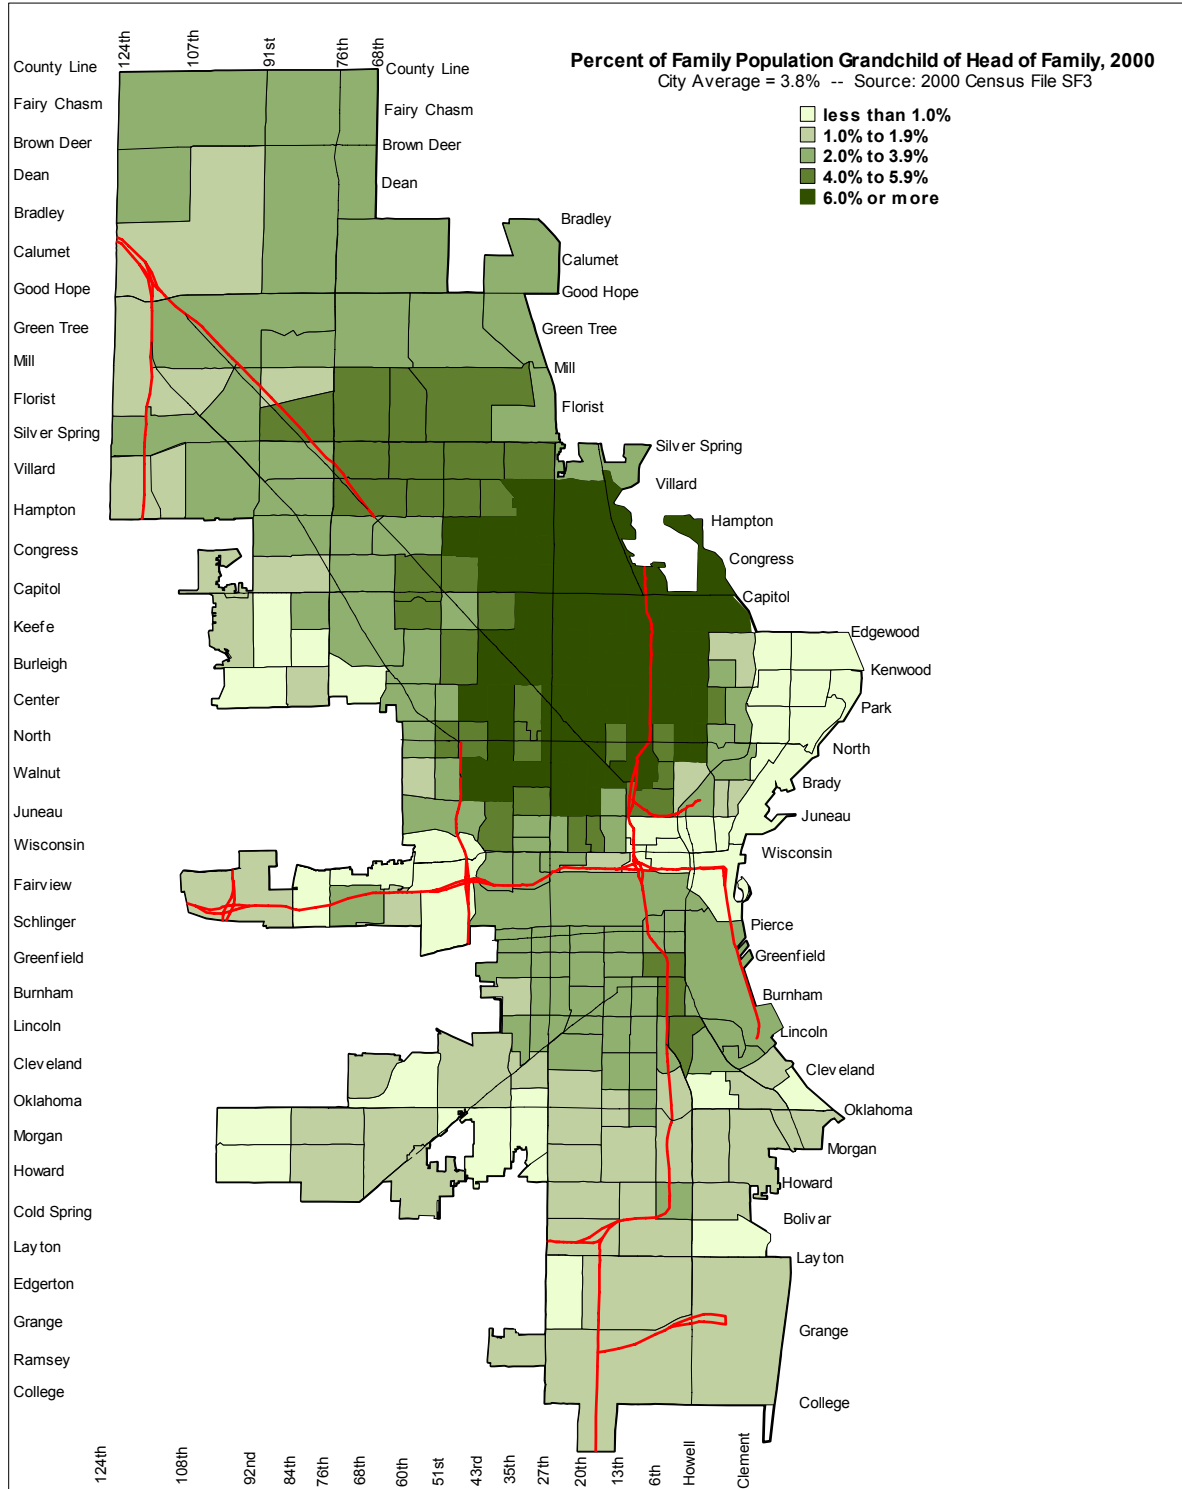 124th
107th
91st
76th
68th
Percent of Family Population Grandchild of Head of Family, 2000
City Average = 3.8% -- Source: 2000 Census File SF3
less than 1.0%
1.0% to 1.9%
2.0% to 3.9%
4.0% to 5.9%
6.0% or more
County Line
Fairy Chasm
Brown Deer
Dean
Bradley
Calumet
Good Hope
Green Tree
Mill
Florist
Silver Spring
Villard
Hampton
Congress
Capitol
Keefe
Burleigh
Center
North
Walnut
Juneau
Wisconsin
Fairview
Schlinger
Greenfield
Burnham
Lincoln
Cleveland
Oklahoma
Morgan
Howard
Cold Spring
Layton
Edgerton
Grange
Ramsey
College
County Line
Fairy Chasm
Brown Deer
Dean
Bradley
Calumet
Good Hope
Green Tree
Mill
Florist
Silver Spring
Villard
Hampton
Congress
Capitol
Edgewood
Kenwood
Park
North
Brady
Juneau
Wisconsin
Pierce
Greenfield
Burnham
Lincoln
Cleveland
Oklahoma
Morgan
Howard
Bolivar
Layton
Grange
College
124th
108th
92nd
84th
76th
68th
60th
51st
43rd
35th
27th
20th
13th
6th
Howell
Clement